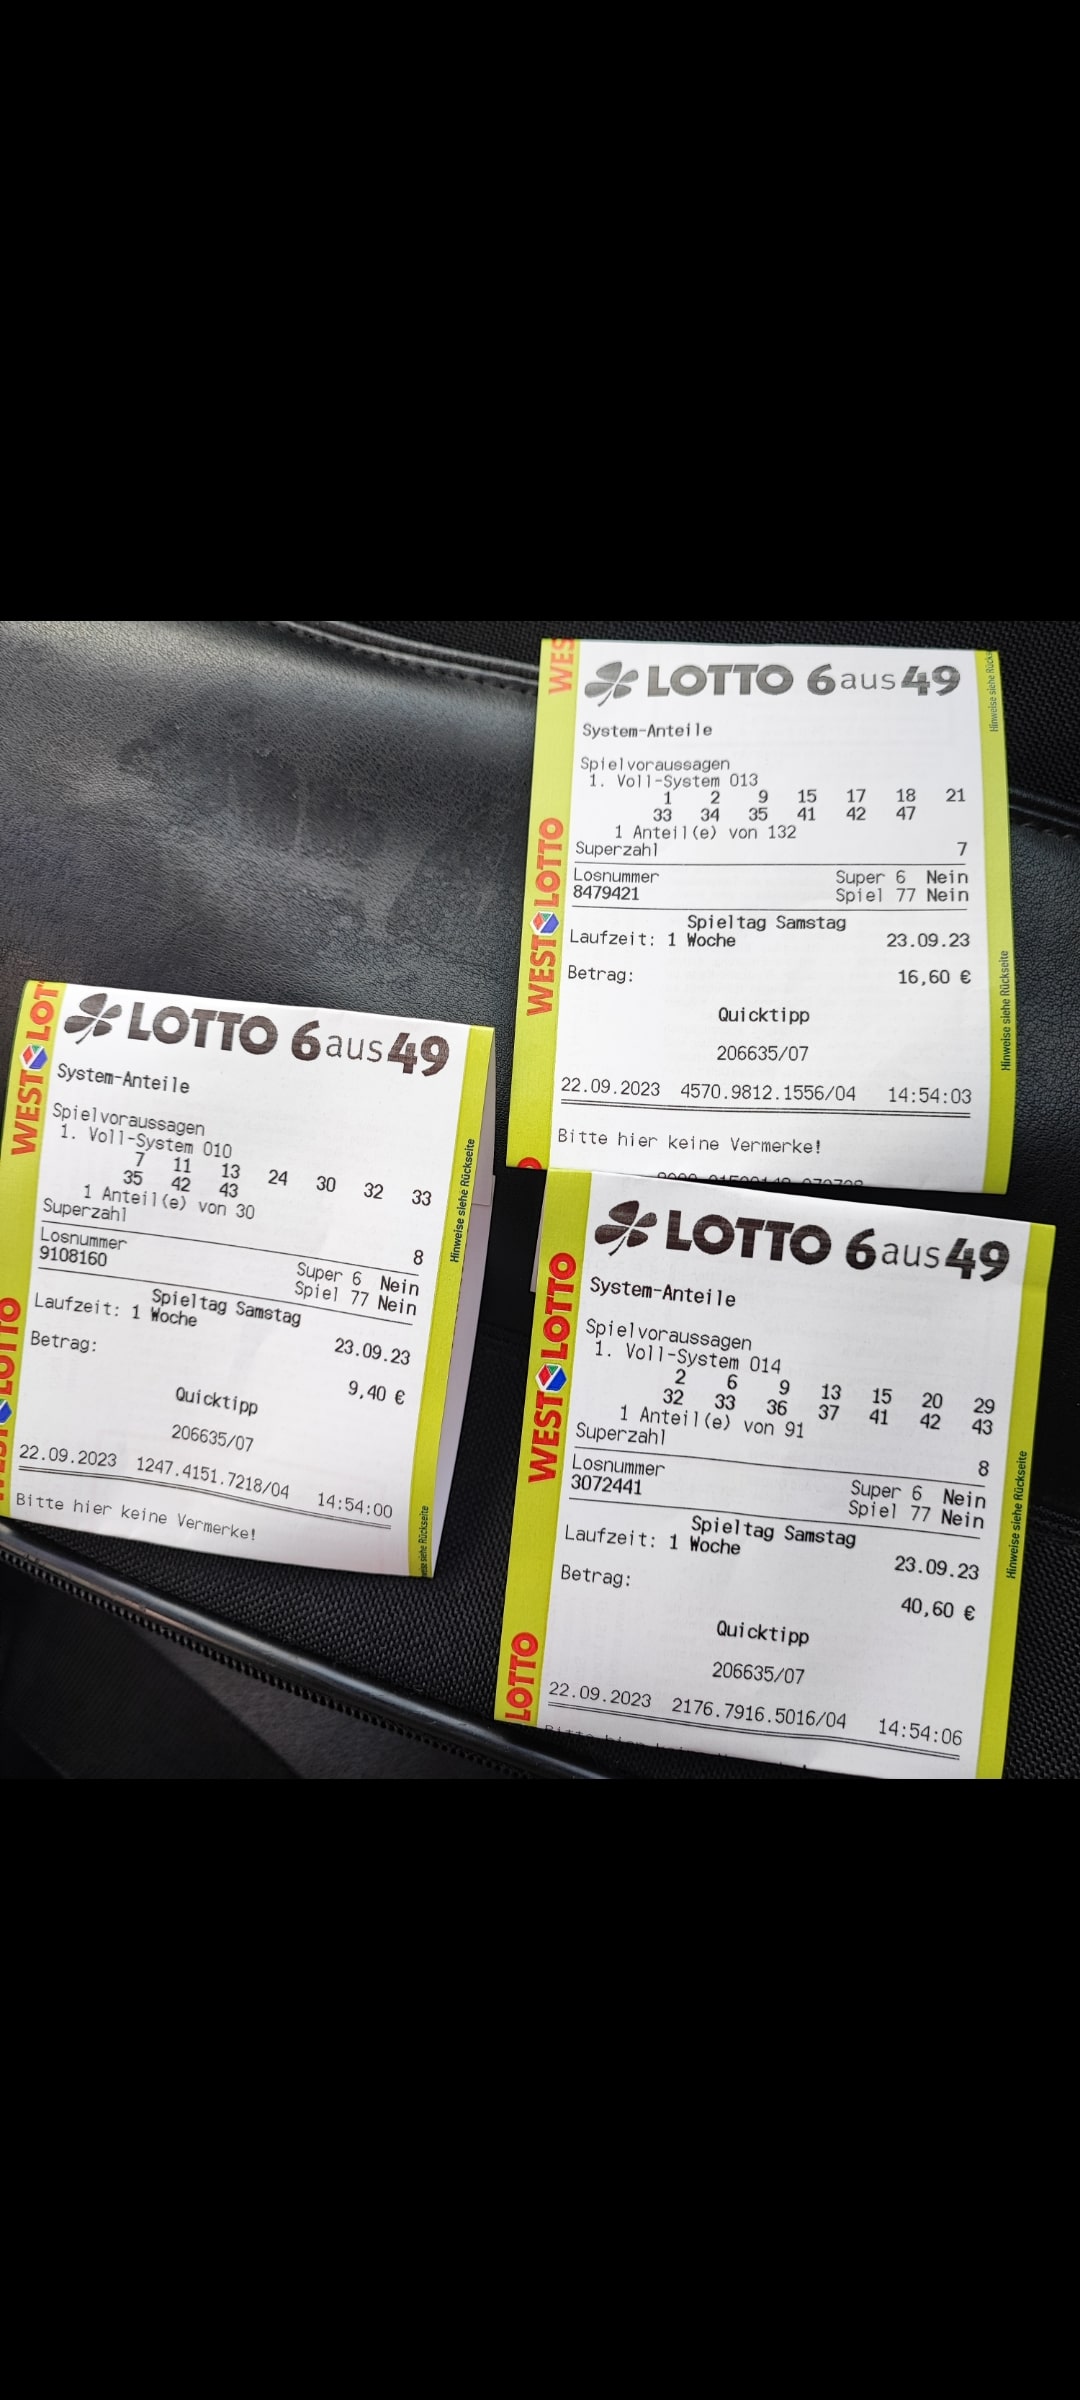 WEST LOTTO
LOTTO 6aus49
System-Anteile
Spielvoraussagen
1. Voll-System 013
1 2 9 15 17 18 21
33 34 35 41 42 47
1 Anteil(e) von 132
Superzahl 7
Losnummer Super 6 Nein
8479421 Spiel 77 Nein
Spieltag Samstag
Laufzeit: 1 Woche 23.09.23
Betrag: 16,60 €
Quicktipp
206635/07
22.09.2023 4570.9812.1556/04 14:54:03
Bitte hier keine Vermerke!
Hinweise siehe Rückseite
WEST LOTTO
LOTTO 6aus49
System-Anteile
Spielvoraussagen
1. Voll-System 010
7 11 13 24 30 32 33
35 42 43
1 Anteil(e) von 30
Superzahl 8
Losnummer Super 6 Nein
9108160 Spiel 77 Nein
Spieltag Samstag
Laufzeit: 1 Woche 23.09.23
Betrag: 9,40 €
Quicktipp
206635/07
22.09.2023 1247.4151.7218/04 14:54:00
Bitte hier keine Vermerke!
Hinweise siehe Rückseite
WEST LOTTO
LOTTO 6aus49
System-Anteile
Spielvoraussagen
1. Voll-System 014
2 6 9 13 15 20 29
32 33 36 37 41 42 43
1 Anteil(e) von 91
Superzahl 8
Losnummer Super 6 Nein
3072441 Spiel 77 Nein
Spieltag Samstag
Laufzeit: 1 Woche 23.09.23
Betrag: 40,60 €
Quicktipp
206635/07
22.09.2023 2176.7916.5016/04 14:54:06
Hinweise siehe Rückseite
LOTTO